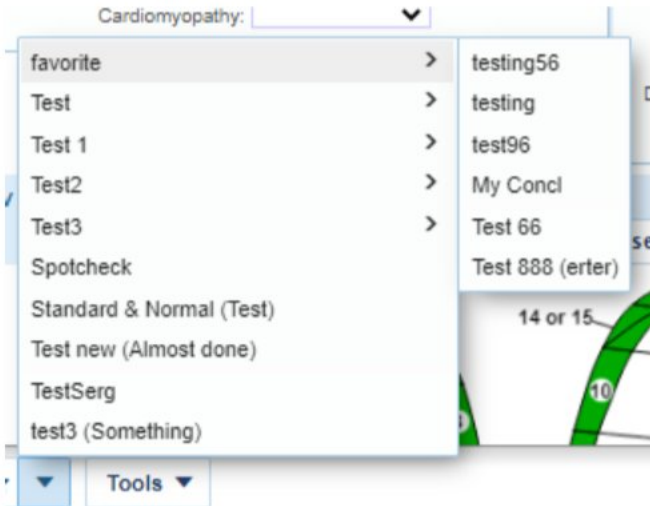 Cardiomyopathy:
favorite
Test
Test 1
Test2
Test3
Spotcheck
Standard & Normal (Test)
Test new (Almost done)
TestSerg
test3 (Something)
testing56
testing
test96
My Concl
Test 66
Test 888 (erter)
14 or 15
10
Tools